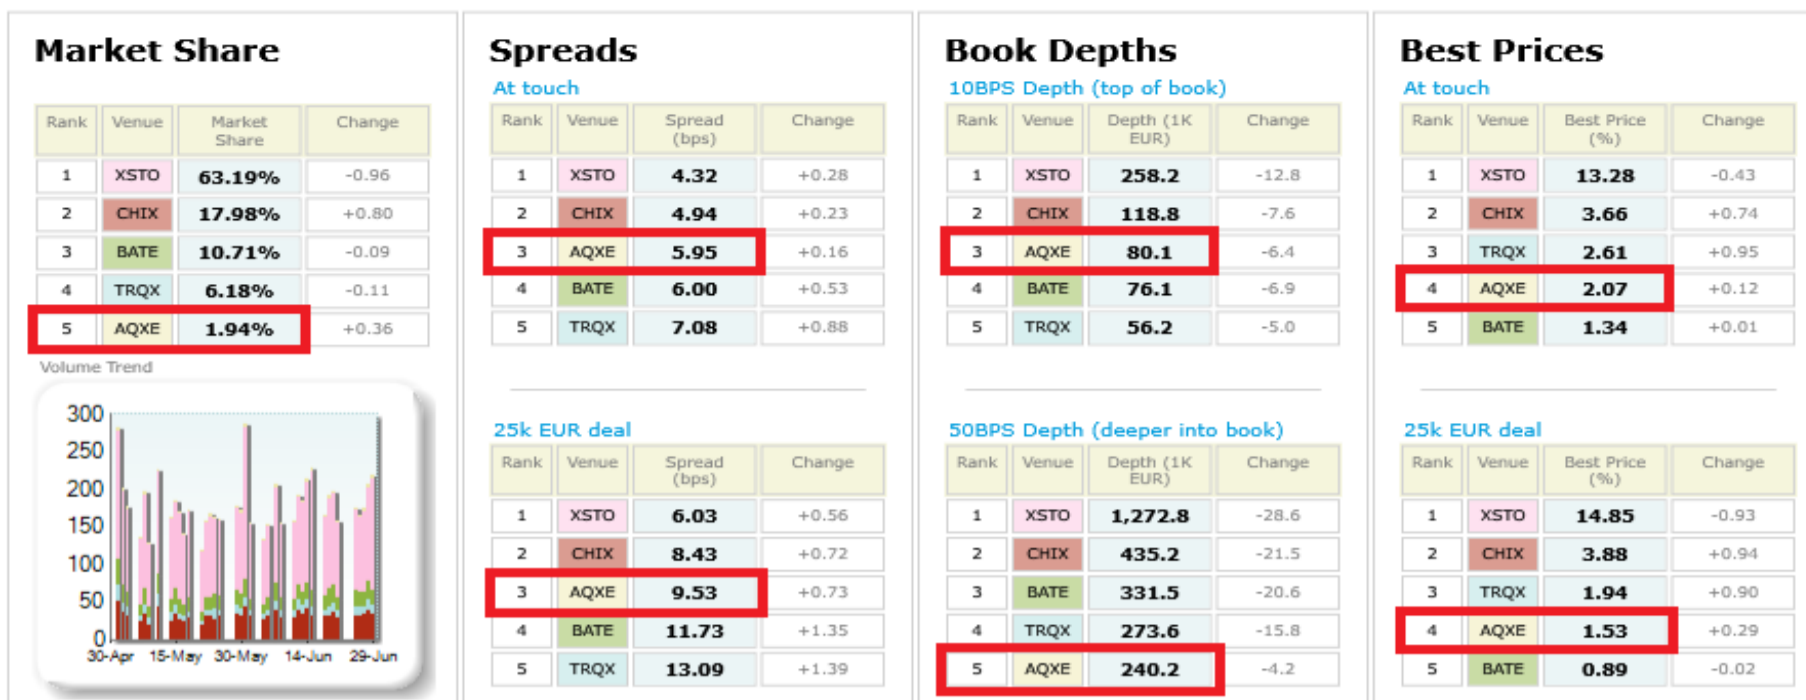 Market Share
Rank Venue Market Share Change
1 XSTO 63.19% -0.96
2 CHIX 17.98% +0.80
3 BATE 10.71% -0.09
4 TRQX 6.18% -0.11
5 AQXE 1.94% +0.36
Volume Trend
300
250
200
150
100
50
0
30-Apr 15-May 30-May 14-Jun 29-Jun
Spreads
At touch
Rank Venue Spread (bps) Change
1 XSTO 4.32 +0.28
2 CHIX 4.94 +0.23
3 AQXE 5.95 +0.16
4 BATE 6.00 +0.53
5 TRQX 7.08 +0.88
25k EUR deal
Rank Venue Spread (bps) Change
1 XSTO 6.03 +0.56
2 CHIX 8.43 +0.72
3 AQXE 9.53 +0.73
4 BATE 11.73 +1.35
5 TRQX 13.09 +1.39
Book Depths
10BPS Depth (top of book)
Rank Venue Depth (1K EUR) Change
1 XSTO 258.2 -12.8
2 CHIX 118.8 -7.6
3 AQXE 80.1 -6.4
4 BATE 76.1 -6.9
5 TRQX 56.2 -5.0
50BPS Depth (deeper into book)
Rank Venue Depth (1K EUR) Change
1 XSTO 1,272.8 -28.6
2 CHIX 435.2 -21.5
3 BATE 331.5 -20.6
4 TRQX 273.6 -15.8
5 AQXE 240.2 -4.2
Best Prices
At touch
Rank Venue Best Price (%) Change
1 XSTO 13.28 -0.43
2 CHIX 3.66 +0.74
3 TRQX 2.61 +0.95
4 AQXE 2.07 +0.12
5 BATE 1.34 +0.01
25k EUR deal
Rank Venue Best Price (%) Change
1 XSTO 14.85 -0.93
2 CHIX 3.88 +0.94
3 TRQX 1.94 +0.90
4 AQXE 1.53 +0.29
5 BATE 0.89 -0.02